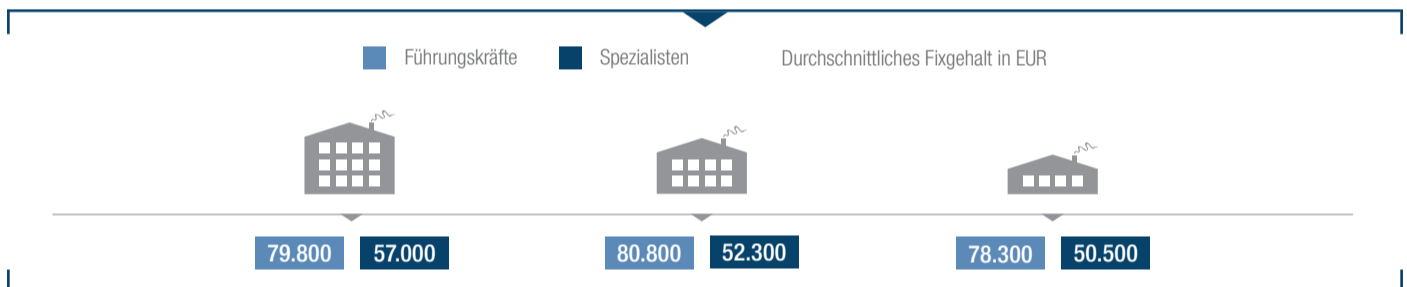 Führungskräfte Spezialisten Durchschnittliches Fixgehalt in EUR
79.800 57.000 80.800 52.300 78.300 50.500